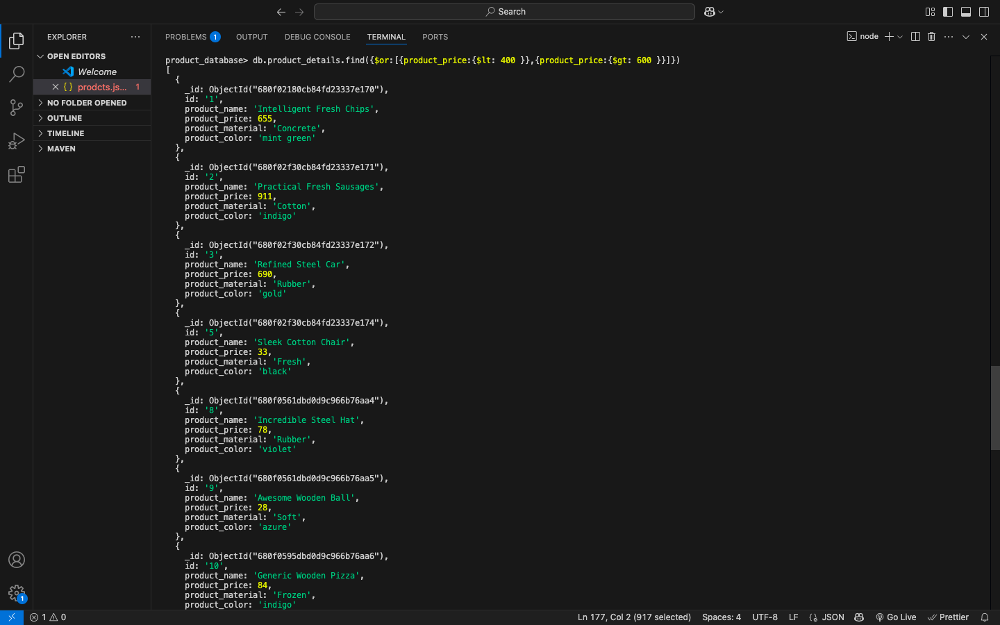 Search
EXPLORER
OPEN EDITORS
Welcome
{ } prodcts.js... 1
NO FOLDER OPENED
OUTLINE
TIMELINE
MAVEN
PROBLEMS 1 OUTPUT DEBUG CONSOLE TERMINAL PORTS
node
product_database> db.product_details.find({$or:[{product_price:{$lt: 400 }},{product_price:{$gt: 600 }}]})
[
{
_id: ObjectId("680f02180cb84fd23337e170"),
id: '1',
product_name: 'Intelligent Fresh Chips',
product_price: 655,
product_material: 'Concrete',
product_color: 'mint green'
},
{
_id: ObjectId("680f02f30cb84fd23337e171"),
id: '2',
product_name: 'Practical Fresh Sausages',
product_price: 911,
product_material: 'Cotton',
product_color: 'indigo'
},
{
_id: ObjectId("680f02f30cb84fd23337e172"),
id: '3',
product_name: 'Refined Steel Car',
product_price: 690,
product_material: 'Rubber',
product_color: 'gold'
},
{
_id: ObjectId("680f02f30cb84fd23337e174"),
id: '5',
product_name: 'Sleek Cotton Chair',
product_price: 33,
product_material: 'Fresh',
product_color: 'black'
},
{
_id: ObjectId("680f0561dbd0d9c966b76aa4"),
id: '8',
product_name: 'Incredible Steel Hat',
product_price: 78,
product_material: 'Rubber',
product_color: 'violet'
},
{
_id: ObjectId("680f0561dbd0d9c966b76aa5"),
id: '9',
product_name: 'Awesome Wooden Ball',
product_price: 28,
product_material: 'Soft',
product_color: 'azure'
},
{
_id: ObjectId("680f0595dbd0d9c966b76aa6"),
id: '10',
product_name: 'Generic Wooden Pizza',
product_price: 84,
product_material: 'Frozen',
product_color: 'indigo'
1
1 0 Ln 177, Col 2 (917 selected) Spaces: 4 UTF-8 LF JSON Go Live Prettier